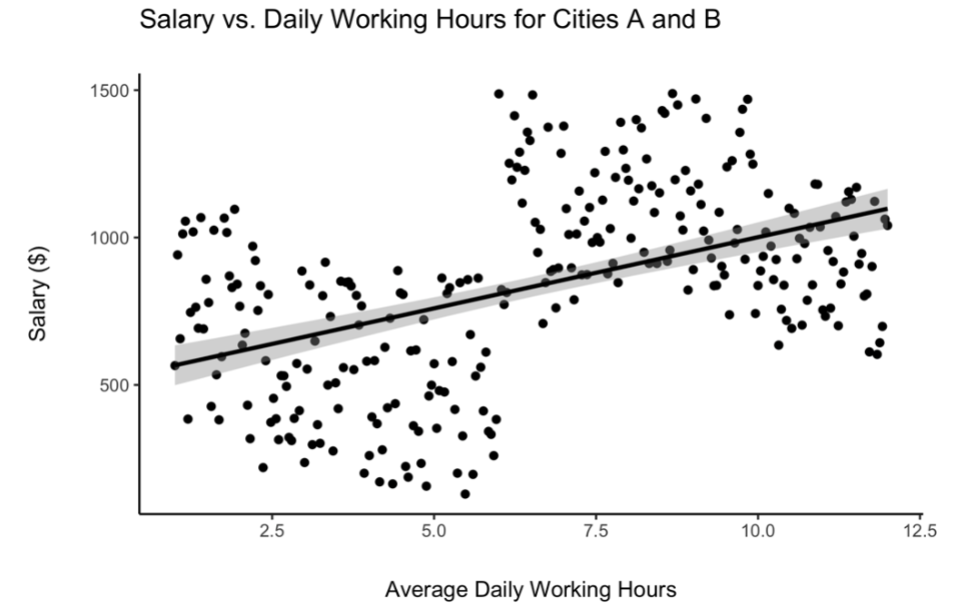 Salary vs. Daily Working Hours for Cities A and B
1500
1000
500
Salary ($)
2.5 5.0 7.5 10.0 12.5
Average Daily Working Hours